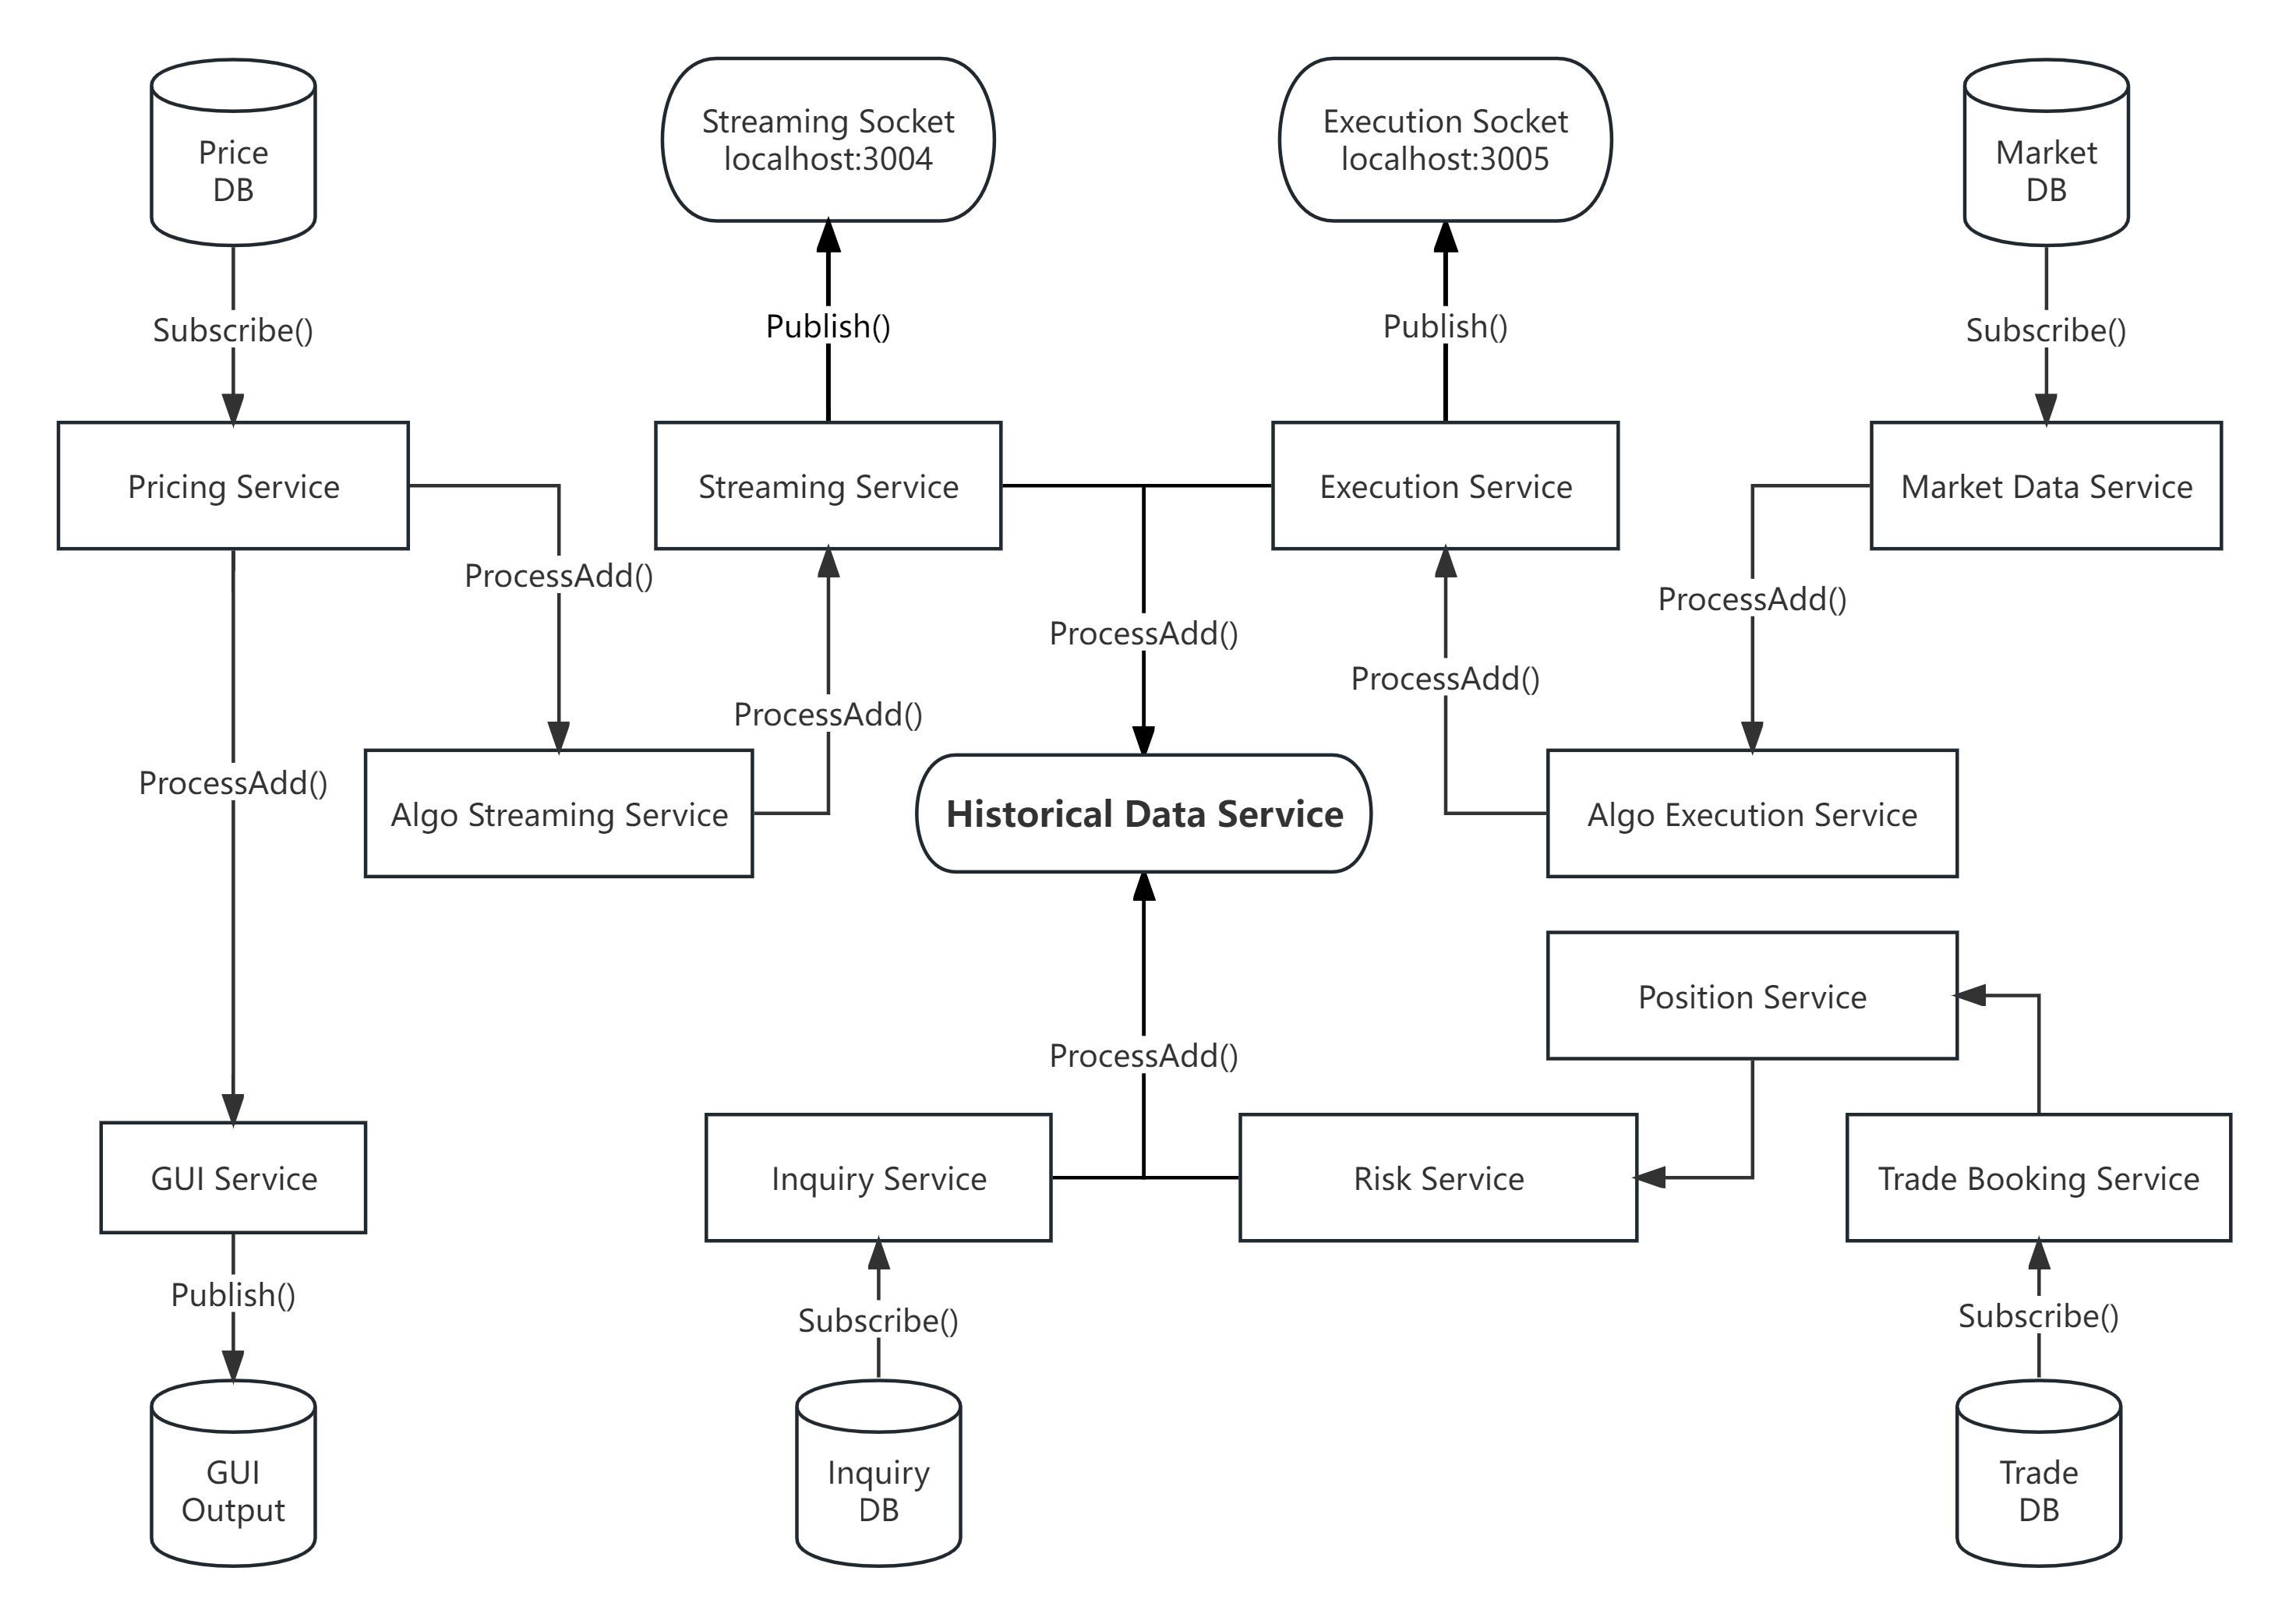 Price
DB
Streaming Socket
localhost:3004
Execution Socket
localhost:3005
Market
DB
Subscribe()
Publish()
Publish()
Subscribe()
Pricing Service
Streaming Service
Execution Service
Market Data Service
ProcessAdd()
ProcessAdd()
ProcessAdd()
ProcessAdd()
ProcessAdd()
ProcessAdd()
ProcessAdd()
Algo Streaming Service
Historical Data Service
Algo Execution Service
Position Service
ProcessAdd()
GUI Service
Inquiry Service
Risk Service
Trade Booking Service
Publish()
Subscribe()
Subscribe()
GUI
Output
Inquiry
DB
Trade
DB